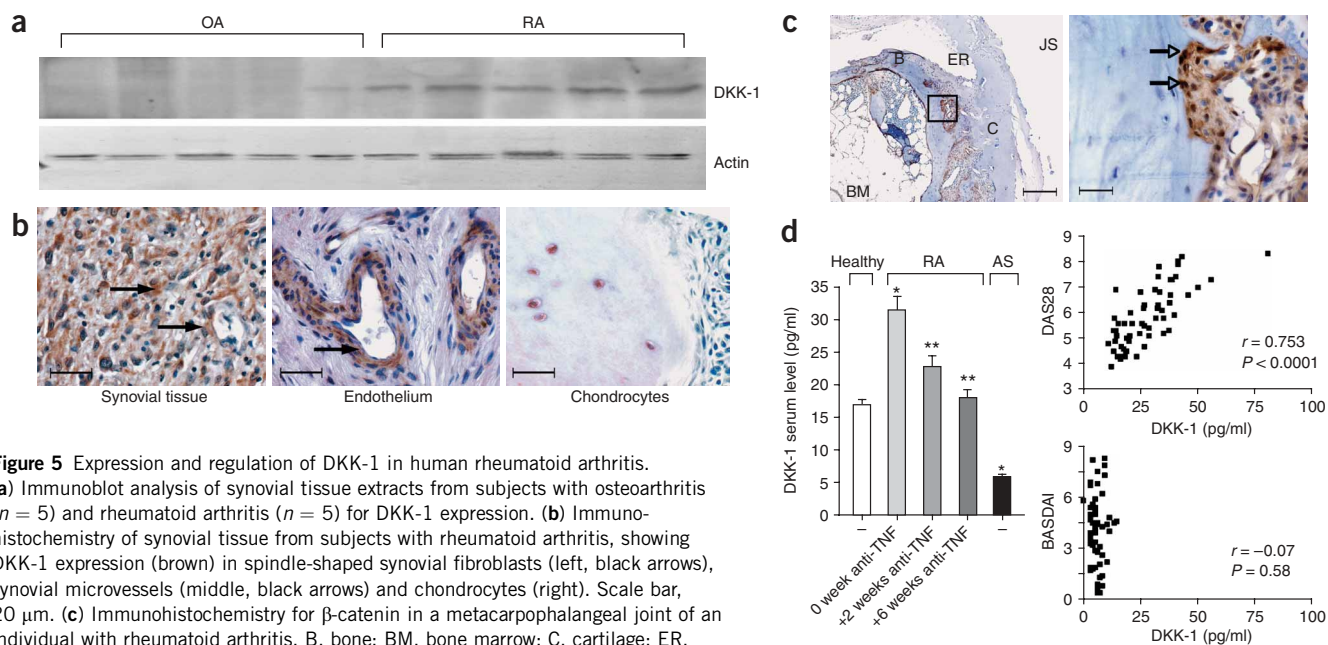 a
OA RA
DKK-1
Actin
b
Synovial tissue Endothelium Chondrocytes
c
B ER JS
C
BM
d
Healthy RA AS
DKK-1 serum level (pg/ml)
35
30
25
20
15
10
5
0
* ** ** *
– 0 week anti-TNF +2 weeks anti-TNF +6 weeks anti-TNF –
DAS28
9
8
7
6
5
4
3
r = 0.753
P < 0.0001
0 25 50 75 100
DKK-1 (pg/ml)
BASDAI
9
6
3
0
r = –0.07
P = 0.58
0 25 50 75 100
DKK-1 (pg/ml)
Figure 5 Expression and regulation of DKK-1 in human rheumatoid arthritis.
(a) Immunoblot analysis of synovial tissue extracts from subjects with osteoarthritis
(n = 5) and rheumatoid arthritis (n = 5) for DKK-1 expression. (b) Immuno-
histochemistry of synovial tissue from subjects with rheumatoid arthritis, showing
DKK-1 expression (brown) in spindle-shaped synovial fibroblasts (left, black arrows),
synovial microvessels (middle, black arrows) and chondrocytes (right). Scale bar,
20 μm. (c) Immunohistochemistry for β-catenin in a metacarpophalangeal joint of an
individual with rheumatoid arthritis. B, bone; BM, bone marrow; C, cartilage; ER,